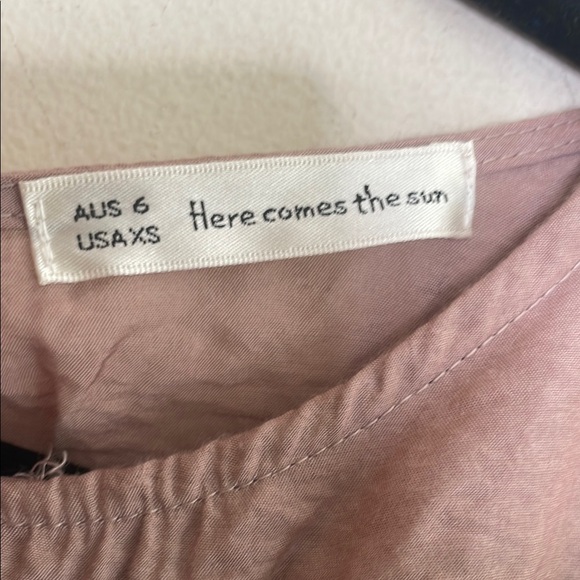 AUS 6
USA XS
Here comes the sun